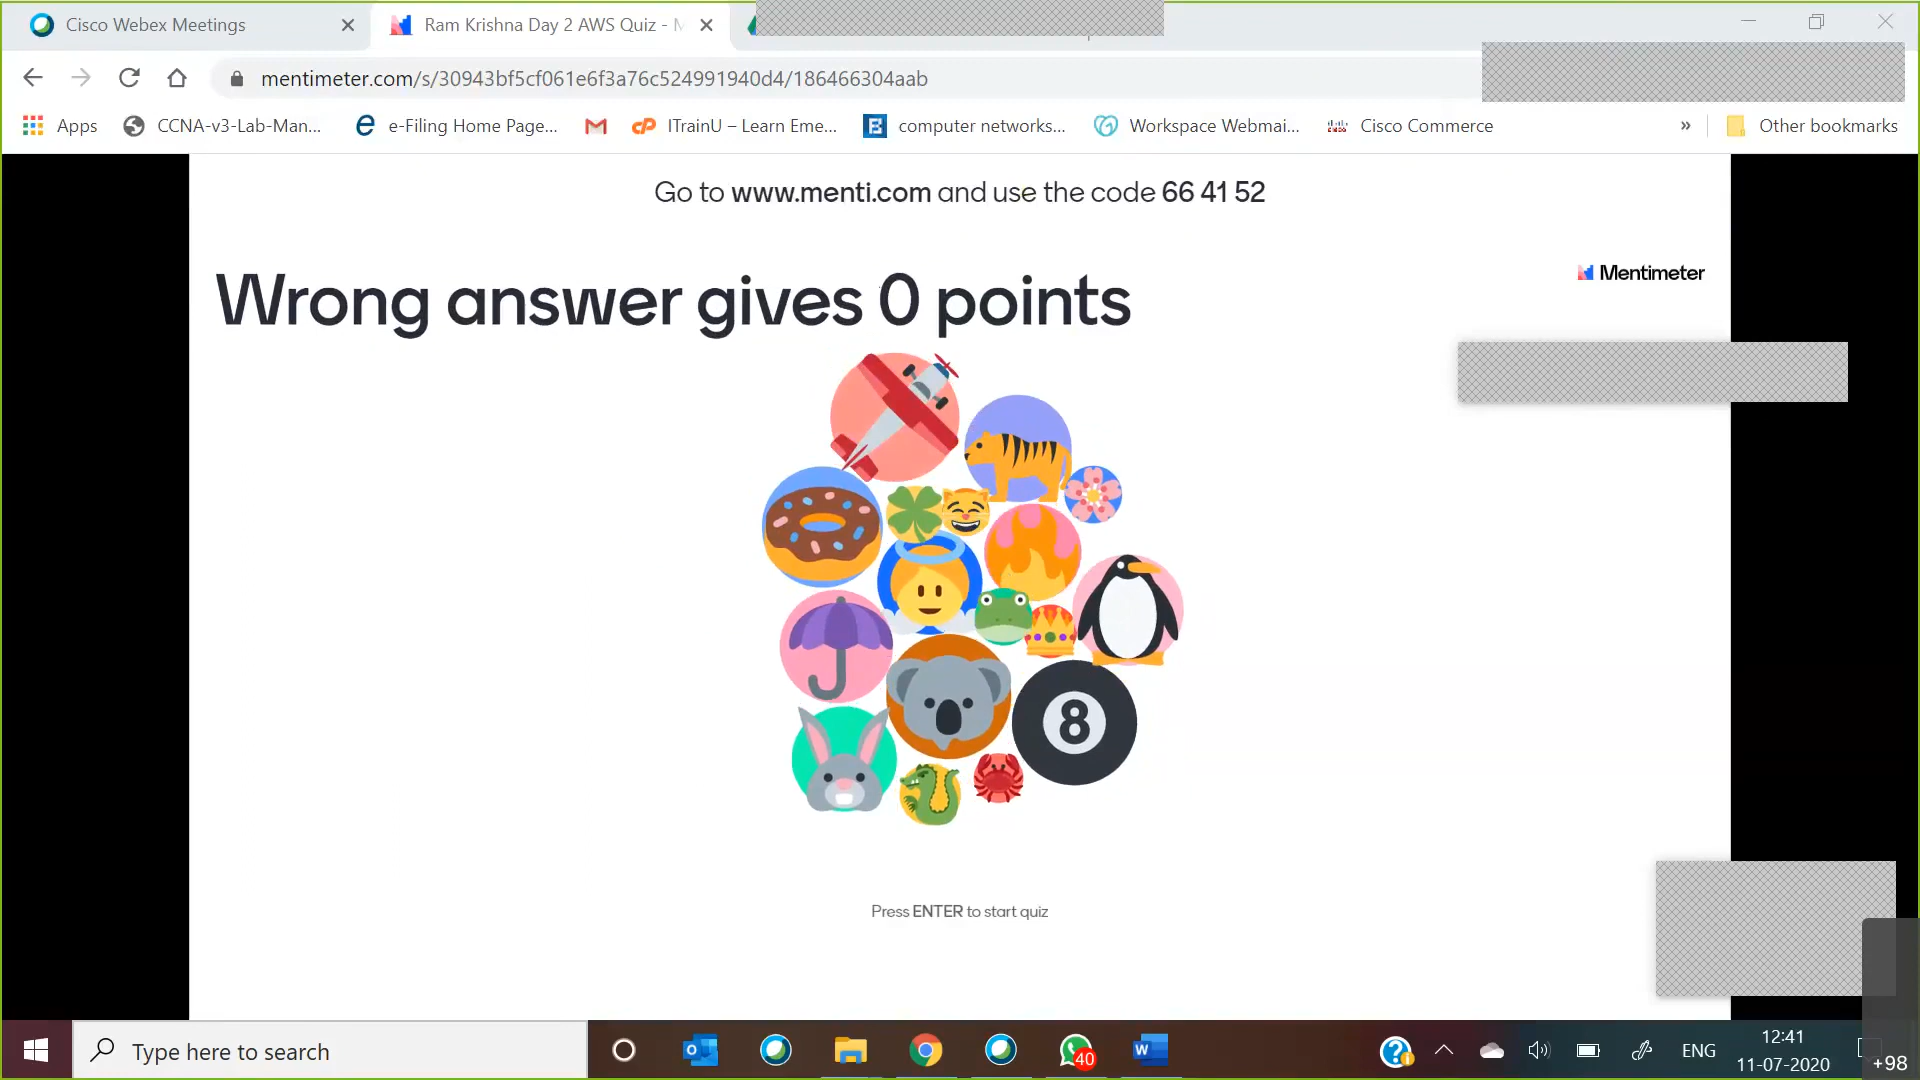 Cisco Webex Meetings
Ram Krishna Day 2 AWS Quiz - M
mentimeter.com/s/30943bf5cf061e6f3a76c524991940d4/186466304aab
Apps
CCNA-v3-Lab-Man...
e-Filing Home Page...
ITrainU – Learn Eme...
computer networks...
Workspace Webmai...
Cisco Commerce
»
Other bookmarks
Go to www.menti.com and use the code 66 41 52
Wrong answer gives 0 points
Mentimeter
8
Press ENTER to start quiz
Type here to search
40
ENG
12:41
11-07-2020
+98